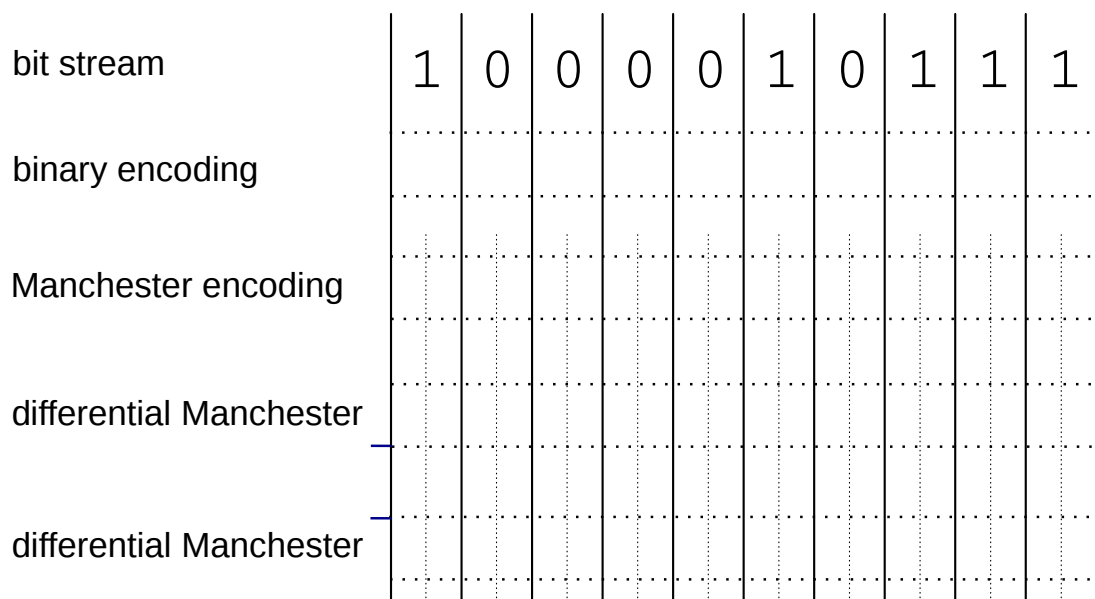 bit stream 1 0 0 0 0 1 0 1 1 1
binary encoding
Manchester encoding
differential Manchester
differential Manchester